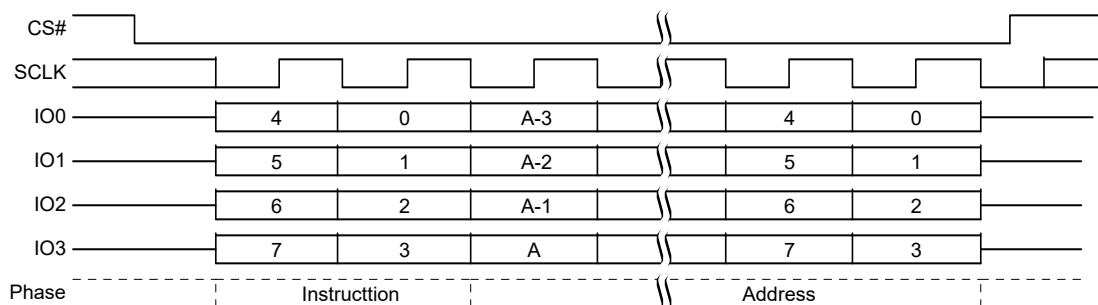 CS#
SCLK
IO0 4 0 A-3 4 0
IO1 5 1 A-2 5 1
IO2 6 2 A-1 6 2
IO3 7 3 A 7 3
Phase Instructtion Address